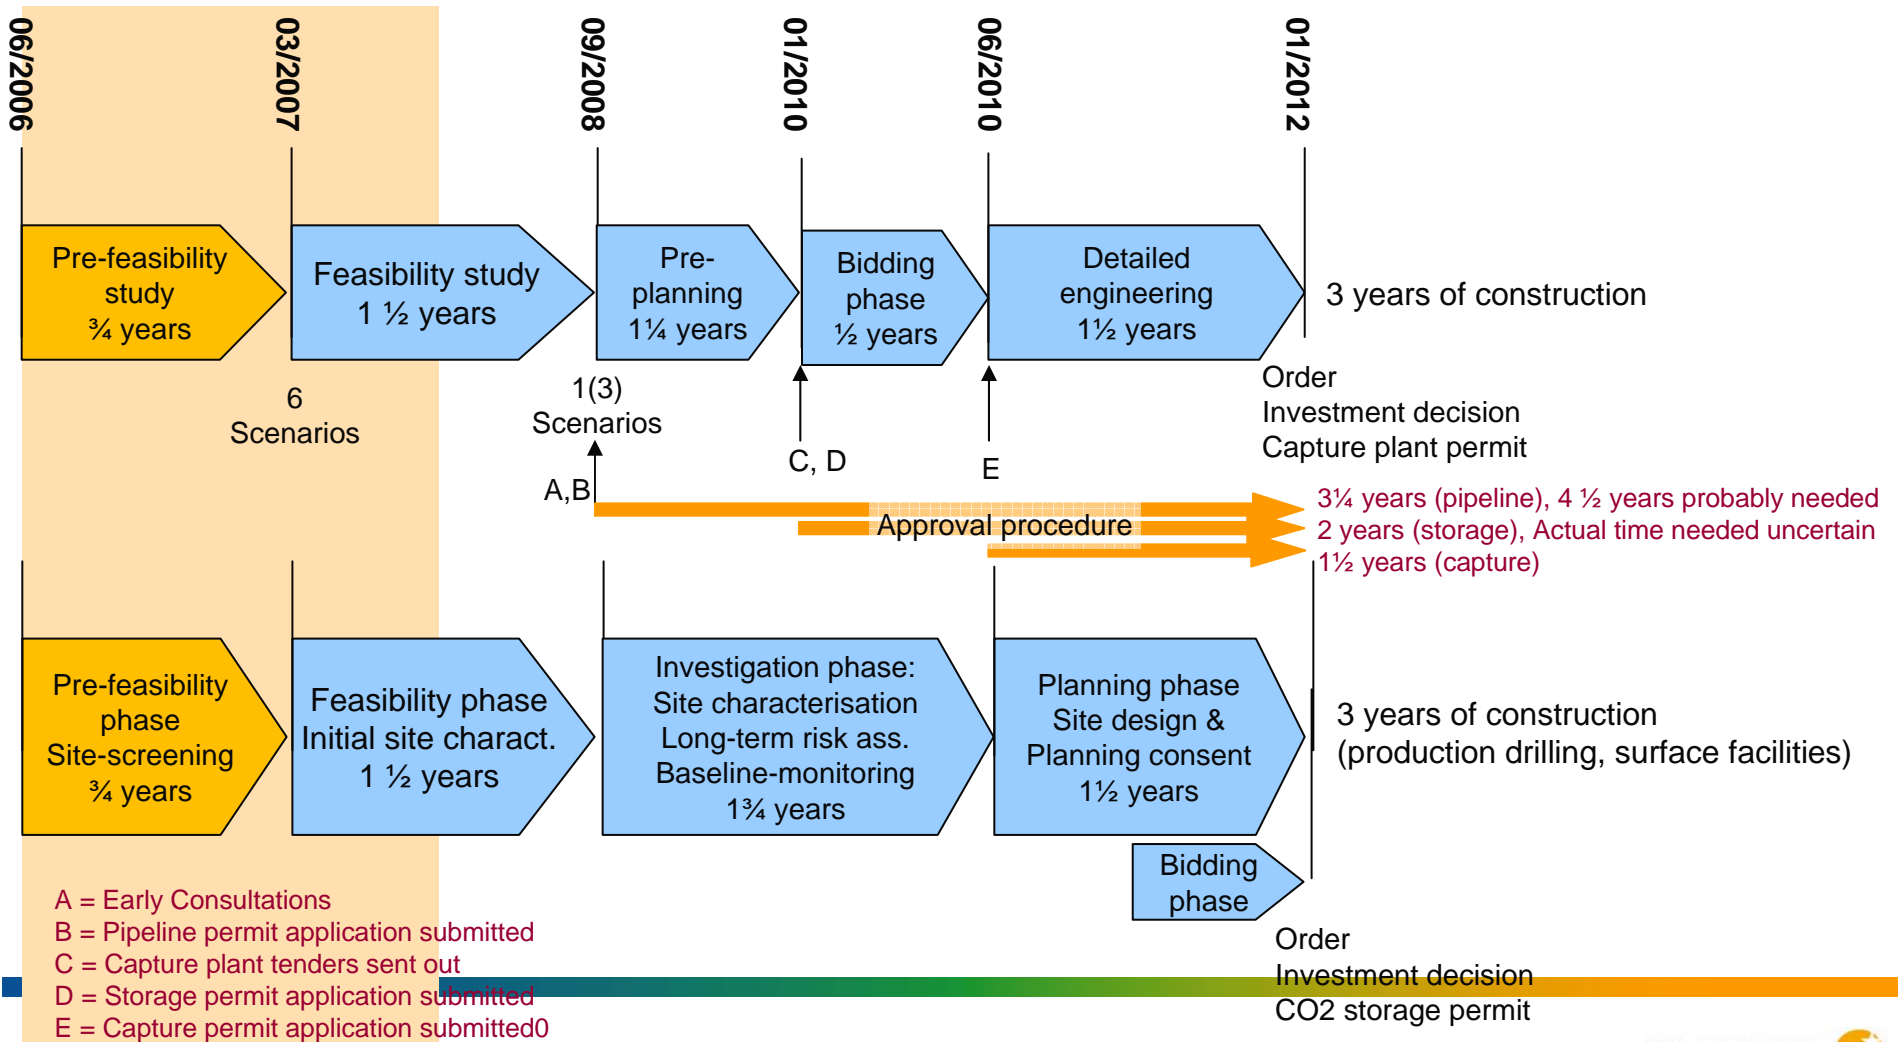 06/2006
03/2007
09/2008
01/2010
06/2010
01/2012
Pre-feasibility
study
¾ years
Feasibility study
1 ½ years
Pre-
planning
1¼ years
Bidding
phase
½ years
Detailed
engineering
1½ years
3 years of construction
6
Scenarios
1(3)
Scenarios
A,B
C, D
E
Order
Investment decision
Capture plant permit
Approval procedure
3¼ years (pipeline), 4 ½ years probably needed
2 years (storage), Actual time needed uncertain
1½ years (capture)
Pre-feasibility
phase
Site-screening
¾ years
Feasibility phase
Initial site charact.
1 ½ years
Investigation phase:
Site characterisation
Long-term risk ass.
Baseline-monitoring
1¾ years
Planning phase
Site design &
Planning consent
1½ years
3 years of construction
(production drilling, surface facilities)
Bidding
phase
Order
Investment decision
CO2 storage permit
A = Early Consultations
B = Pipeline permit application submitted
C = Capture plant tenders sent out
D = Storage permit application submitted
E = Capture permit application submitted0